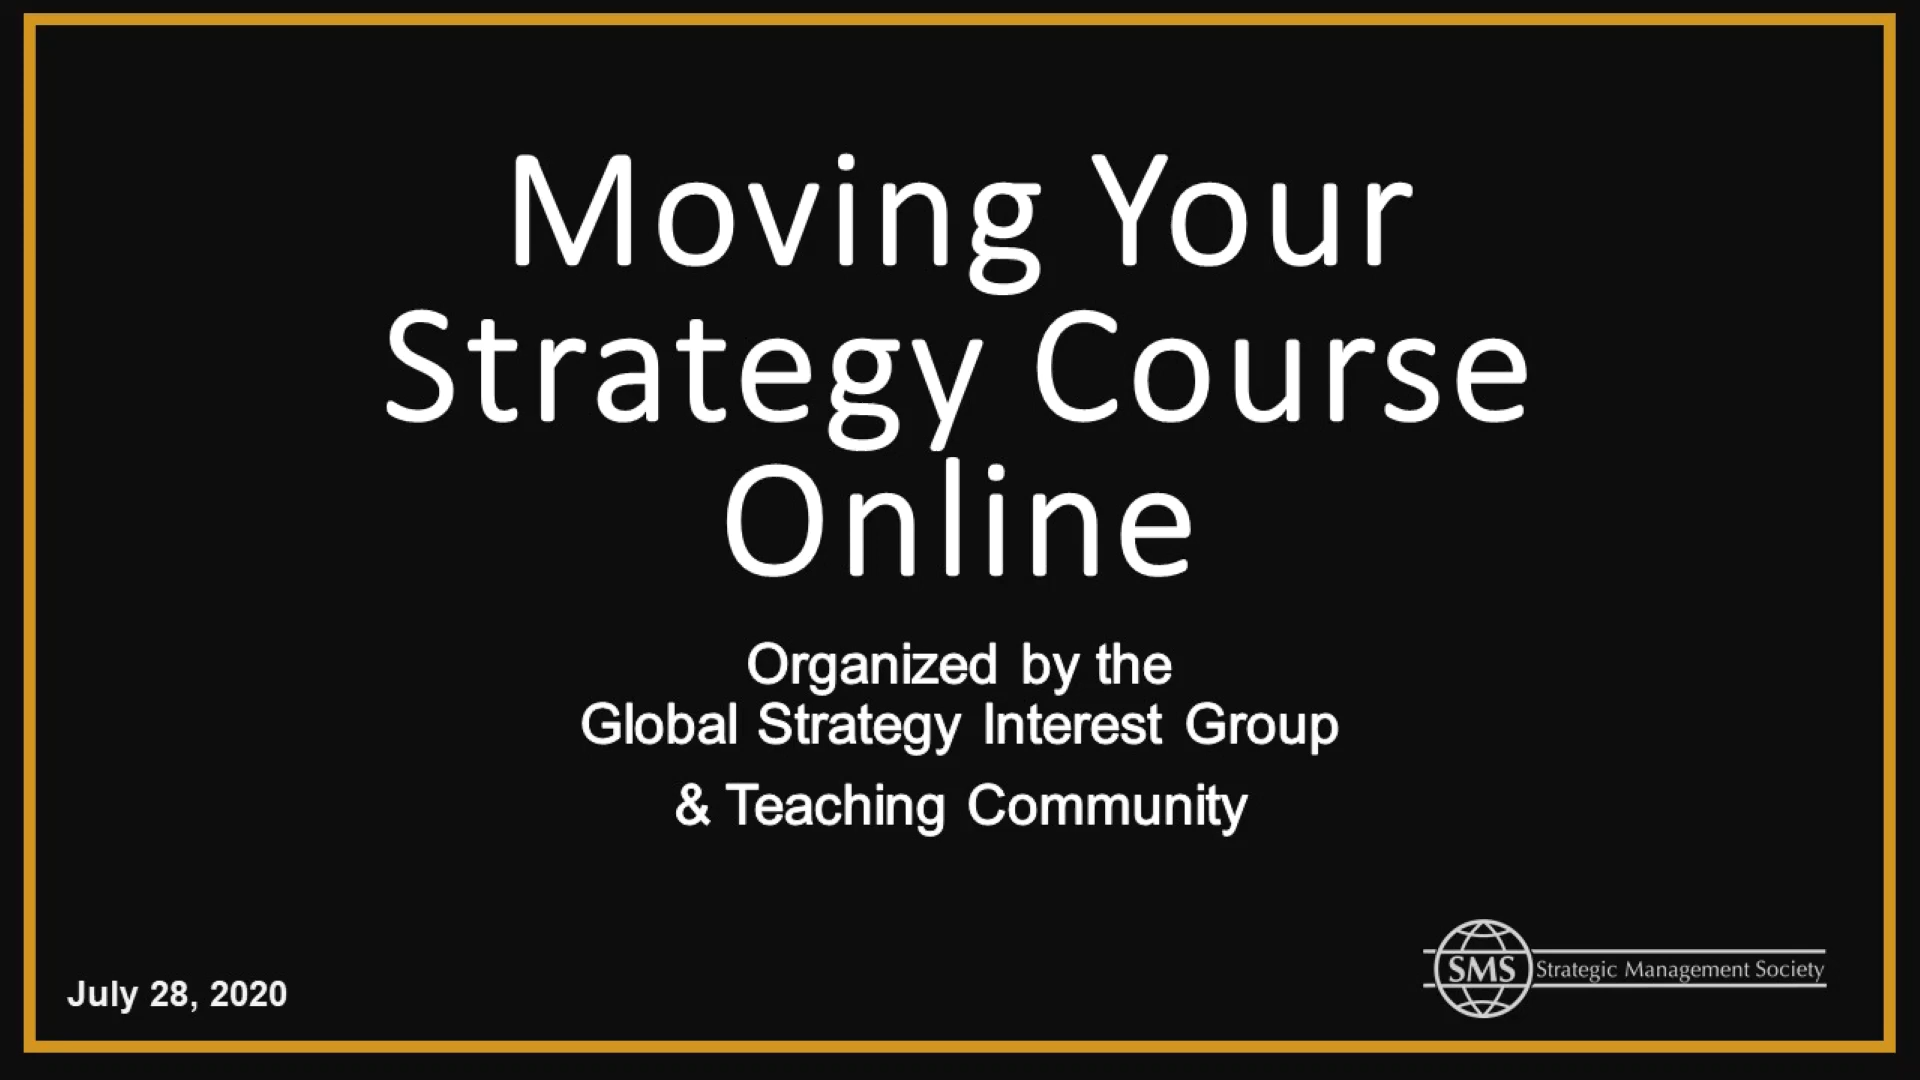 Moving Your
Strategy Course
Online
Organized by the
Global Strategy Interest Group
& Teaching Community
July 28, 2020
SMS Strategic Management Society